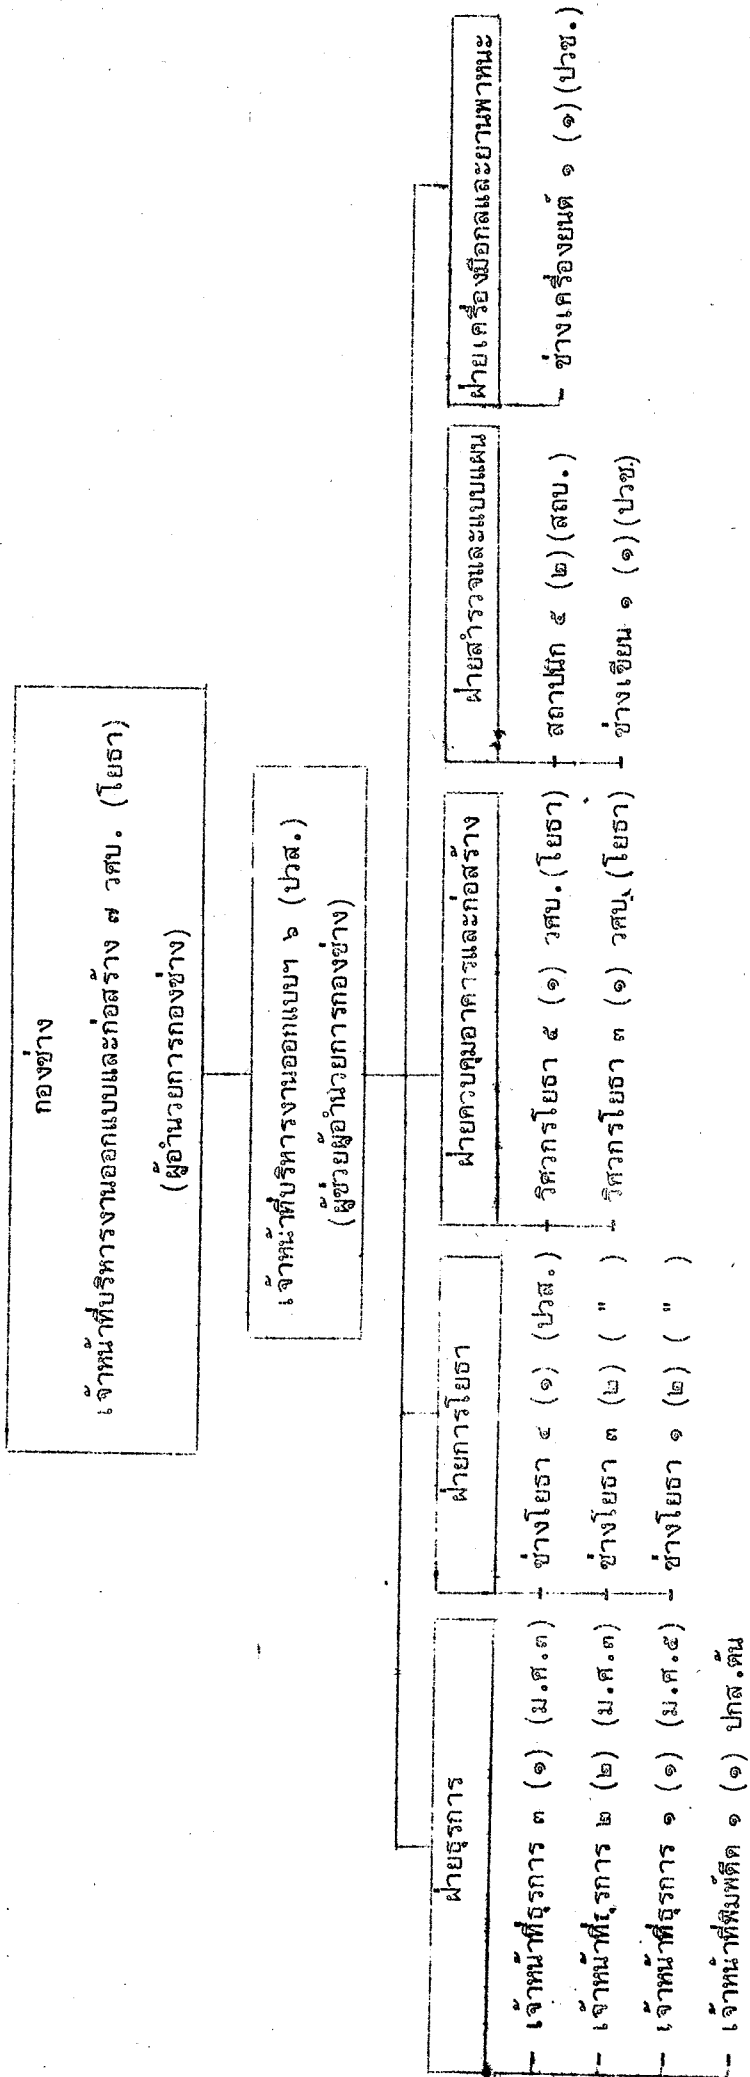 กองช่าง
เจ้าหน้าที่บริหารงานออกแบบและก่อสร้าง ๗ วศบ. (โยธา)
(ผู้อำนวยการกองช่าง)
เจ้าหน้าที่บริหารงานออกแบบฯ ๖ (ปวส.)
(ผู้ช่วยผู้อำนวยการกองช่าง)
ฝ่ายธุรการ
เจ้าหน้าที่ธุรการ ๓ (๑) (ม.ศ.๓)
เจ้าหน้าที่ธุรการ ๒ (๒) (ม.ศ.๓)
เจ้าหน้าที่ธุรการ ๑ (๑) (ม.ศ.๕)
เจ้าหน้าที่พิมพ์ดีด ๑ (๑) ปกส.ต้น
ฝ่ายการโยธา
ช่างโยธา ๔ (๑) (ปวส.)
ช่างโยธา ๓ (๒) ( " )
ช่างโยธา ๑ (๒) ( " )
ฝ่ายควบคุมอาคารและก่อสร้าง
วิศวกรโยธา ๕ (๑) วศบ.(โยธา)
วิศวกรโยธา ๓ (๑) วศบ.(โยธา)
ฝ่ายสำรวจและแบบแผน
สถาปนิก ๕ (๒)(สถบ.)
ช่างเขียน ๑ (๑)(ปวช.)
ฝ่ายเครื่องมือกลและยานพาหนะ
ช่างเครื่องยนต์ ๑ (๑)(ปวช.)